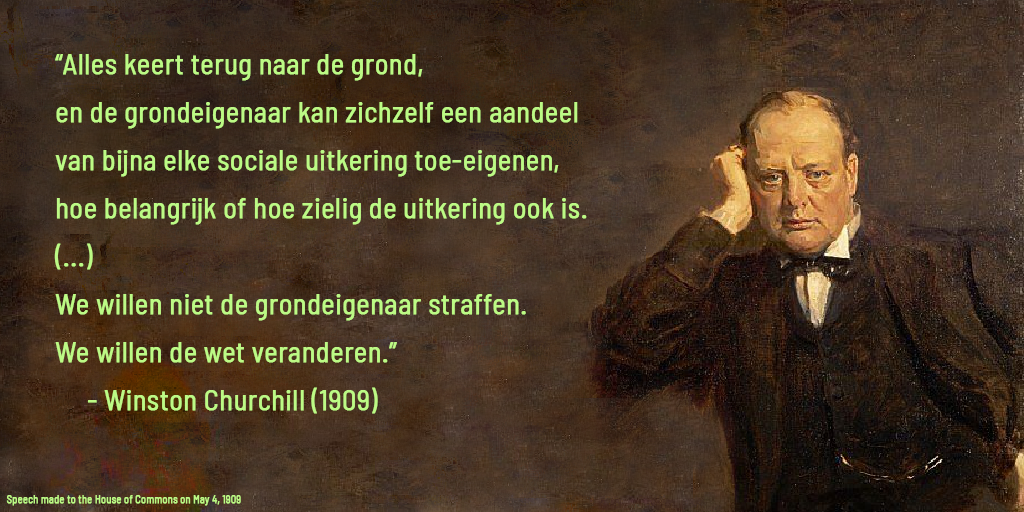 “Alles keert terug naar de grond,
en de grondeigenaar kan zichzelf een aandeel
van bijna elke sociale uitkering toe-eigenen,
hoe belangrijk of hoe zielig de uitkering ook is.
(...)
We willen niet de grondeigenaar straffen.
We willen de wet veranderen.”
- Winston Churchill (1909)
Speech made to the House of Commons on May 4, 1909